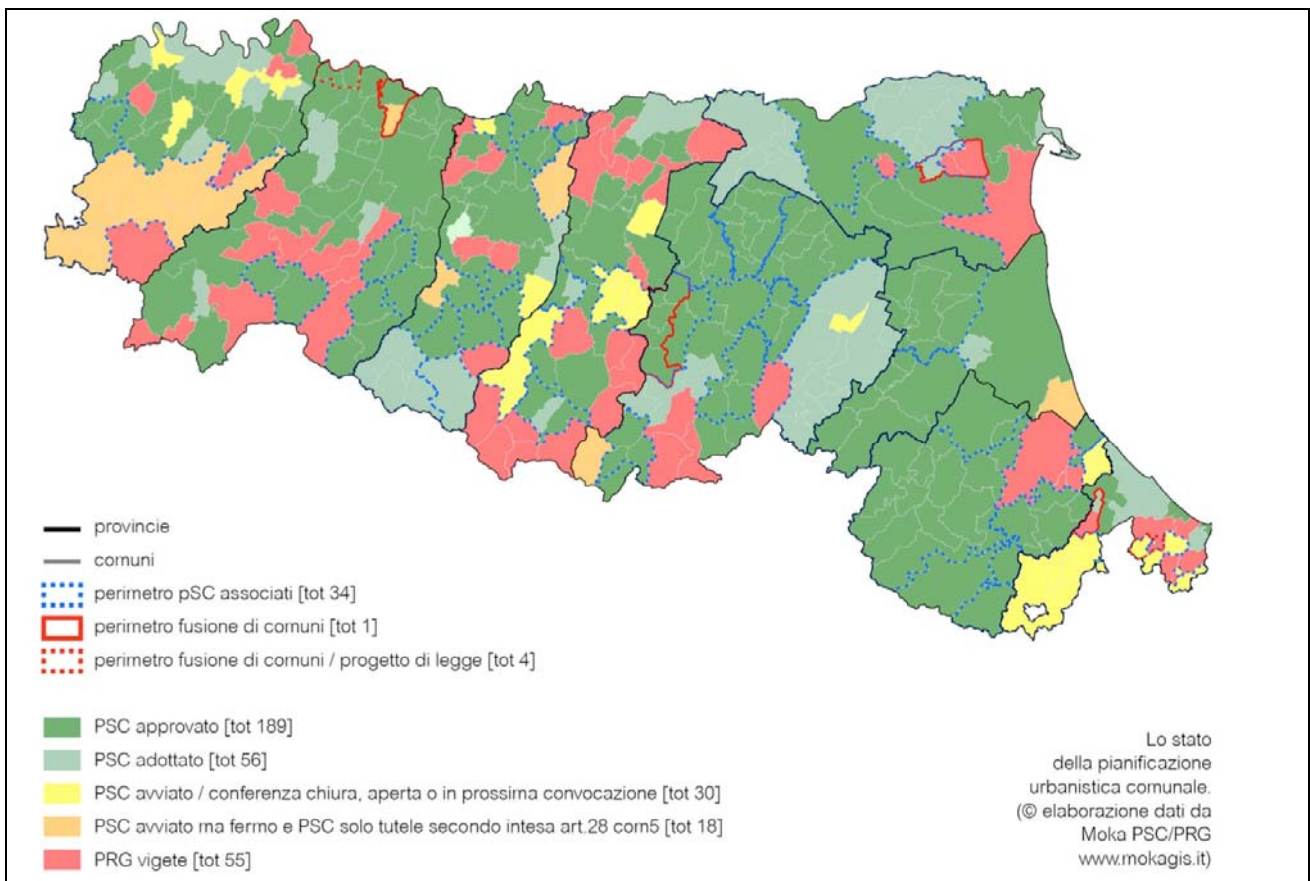 provincie
comuni
perimetro pSC associati [tot 34]
perimetro fusione di comuni [tot 1]
perimetro fusione di comuni / progetto di legge [tot 4]
PSC approvato [tot 189]
PSC adottato [tot 56]
PSC avviato / conferenza chiura, aperta o in prossima convocazione [tot 30]
PSC avviato ma fermo e PSC solo tutele secondo intesa art.28 com5 [tot 18]
PRG vigete [tot 55]
Lo stato
della pianificazione
urbanistica comunale.
(© elaborazione dati da
Moka PSC/PRG
www.mokagis.it)